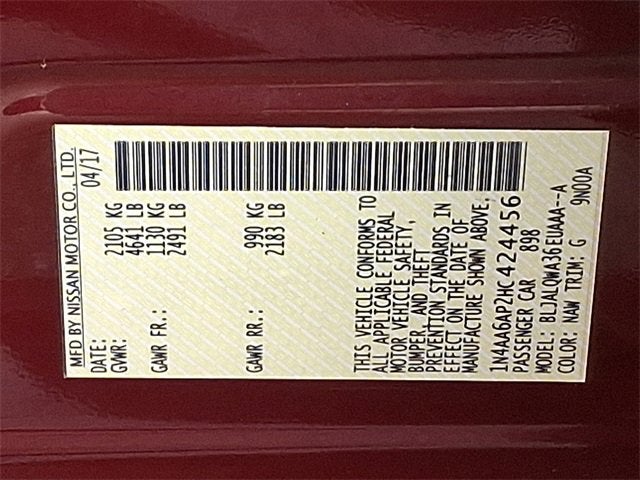 MFD BY NISSAN MOTOR CO., LTD.
DATE: 04/17
GVWR: 2105 KG
4641 LB
GAWR FR.: 1130 KG
2491 LB
GAWR RR.: 990 KG
2183 LB
THIS VEHICLE CONFORMS TO
ALL APPLICABLE FEDERAL
MOTOR VEHICLE SAFETY,
BUMPER, AND THEFT
PREVENTION STANDARDS IN
EFFECT ON THE DATE OF
MANUFACTURE SHOWN ABOVE.
1N4AA6AP2HC424456
PASSENGER CAR 898
MODEL: BLJALQWA36EUAAA--A
COLOR: NAW TRIM: G 9N00A